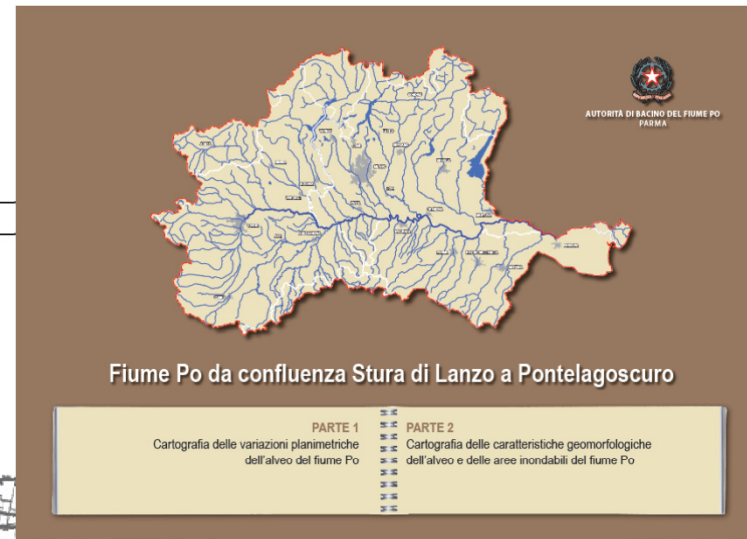 AUTORITÀ DI BACINO DEL FIUME PO
PARMA
Fiume Po da confluenza Stura di Lanzo a Pontelagoscuro
PARTE 1
Cartografia delle variazioni planimetriche
dell'alveo del fiume Po
PARTE 2
Cartografia delle caratteristiche geomorfologiche
dell'alveo e delle aree inondabili del fiume Po